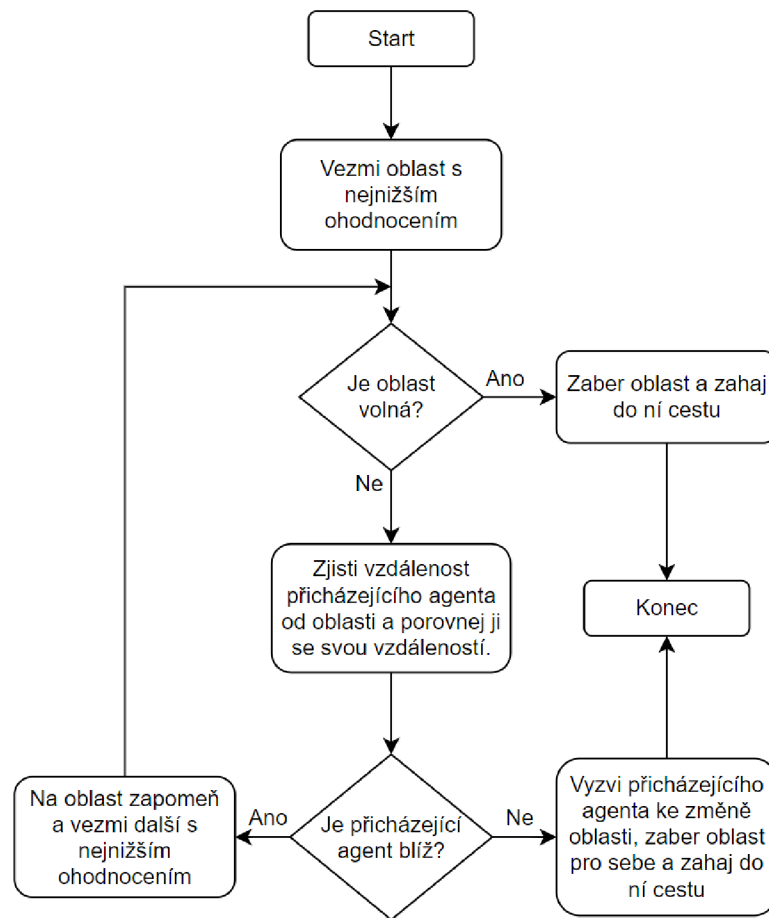 Start
Vezmi oblast s
nejnižším
ohodnocením
Je oblast
volná?
Ano
Zaber oblast a zahaj
do ní cestu
Ne
Zjisti vzdálenost
přicházejícího agenta
od oblasti a porovnej ji
se svou vzdáleností.
Konec
Na oblast zapomeň
a vezmi další s
nejnižším
ohodnocením
Ano
Je přicházející
agent blíž?
Ne
Vyzvi přicházejícího
agenta ke změně
oblasti, zaber oblast
pro sebe a zahaj do
ní cestu